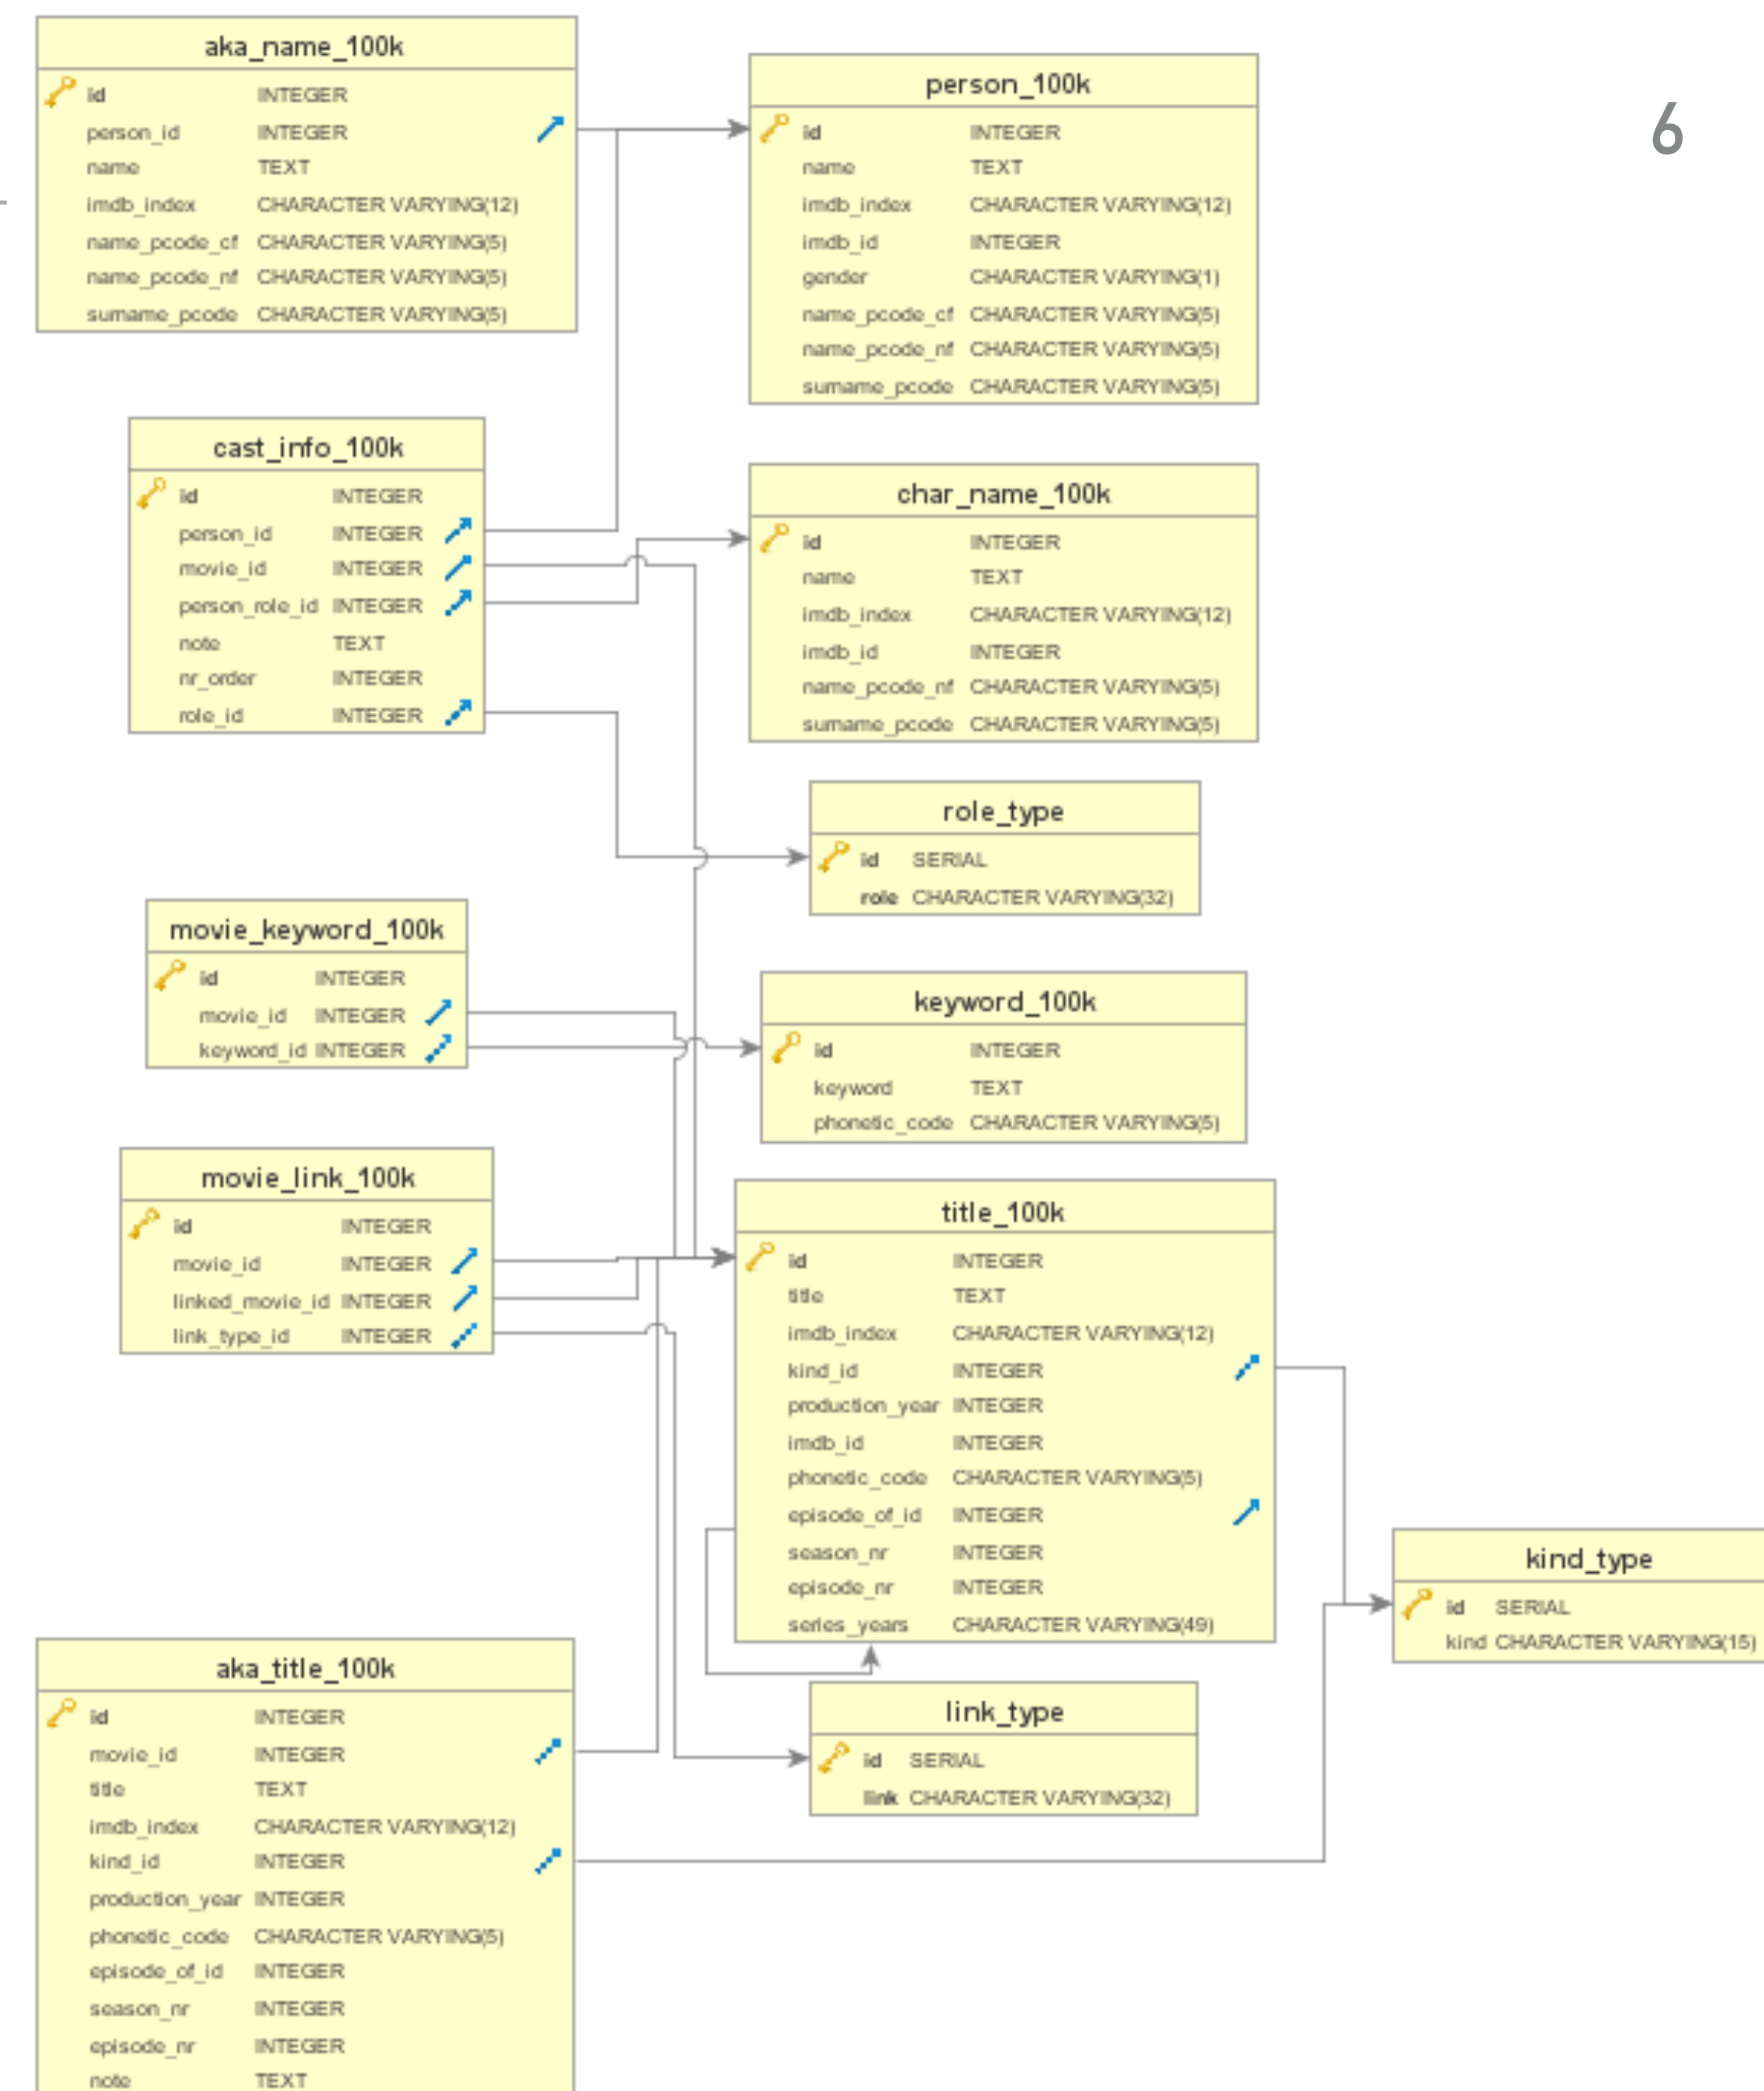 6
aka_name_100k
id INTEGER
person_id INTEGER
name TEXT
imdb_index CHARACTER VARYING(12)
name_pcode_cf CHARACTER VARYING(5)
name_pcode_nf CHARACTER VARYING(5)
surname_pcode CHARACTER VARYING(5)
person_100k
id INTEGER
name TEXT
imdb_index CHARACTER VARYING(12)
imdb_id INTEGER
gender CHARACTER VARYING(1)
name_pcode_cf CHARACTER VARYING(5)
name_pcode_nf CHARACTER VARYING(5)
surname_pcode CHARACTER VARYING(5)
cast_info_100k
id INTEGER
person_id INTEGER
movie_id INTEGER
person_role_id INTEGER
note TEXT
nr_order INTEGER
role_id INTEGER
char_name_100k
id INTEGER
name TEXT
imdb_index CHARACTER VARYING(12)
imdb_id INTEGER
name_pcode_nf CHARACTER VARYING(5)
surname_pcode CHARACTER VARYING(5)
role_type
id SERIAL
role CHARACTER VARYING(32)
movie_keyword_100k
id INTEGER
movie_id INTEGER
keyword_id INTEGER
keyword_100k
id INTEGER
keyword TEXT
phonetic_code CHARACTER VARYING(5)
movie_link_100k
id INTEGER
movie_id INTEGER
linked_movie_id INTEGER
link_type_id INTEGER
title_100k
id INTEGER
title TEXT
imdb_index CHARACTER VARYING(12)
kind_id INTEGER
production_year INTEGER
imdb_id INTEGER
phonetic_code CHARACTER VARYING(5)
episode_of_id INTEGER
season_nr INTEGER
episode_nr INTEGER
series_years CHARACTER VARYING(49)
kind_type
id SERIAL
kind CHARACTER VARYING(15)
aka_title_100k
id INTEGER
movie_id INTEGER
title TEXT
imdb_index CHARACTER VARYING(12)
kind_id INTEGER
production_year INTEGER
phonetic_code CHARACTER VARYING(5)
episode_of_id INTEGER
season_nr INTEGER
episode_nr INTEGER
note TEXT
link_type
id SERIAL
link CHARACTER VARYING(32)